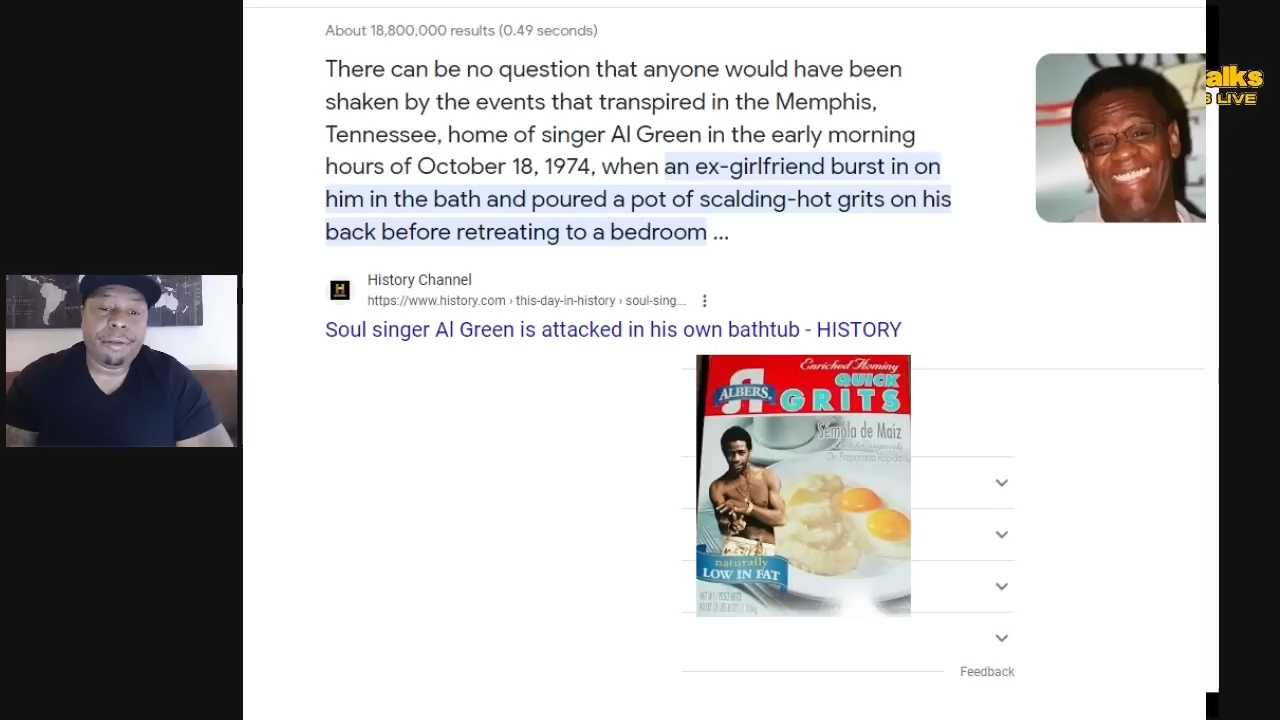 About 18,800,000 results (0.49 seconds)
There can be no question that anyone would have been
shaken by the events that transpired in the Memphis,
Tennessee, home of singer Al Green in the early morning
hours of October 18, 1974, when an ex-girlfriend burst in on
him in the bath and poured a pot of scalding-hot grits on his
back before retreating to a bedroom ...
alks
LIVE
History Channel
https://www.history.com › this-day-in-history › soul-sing...
Soul singer Al Green is attacked in his own bathtub - HISTORY
Enriched Hominy
QUICK
ALBERS
GRITS
Sémola de Maíz
naturally
LOW IN FAT
Feedback